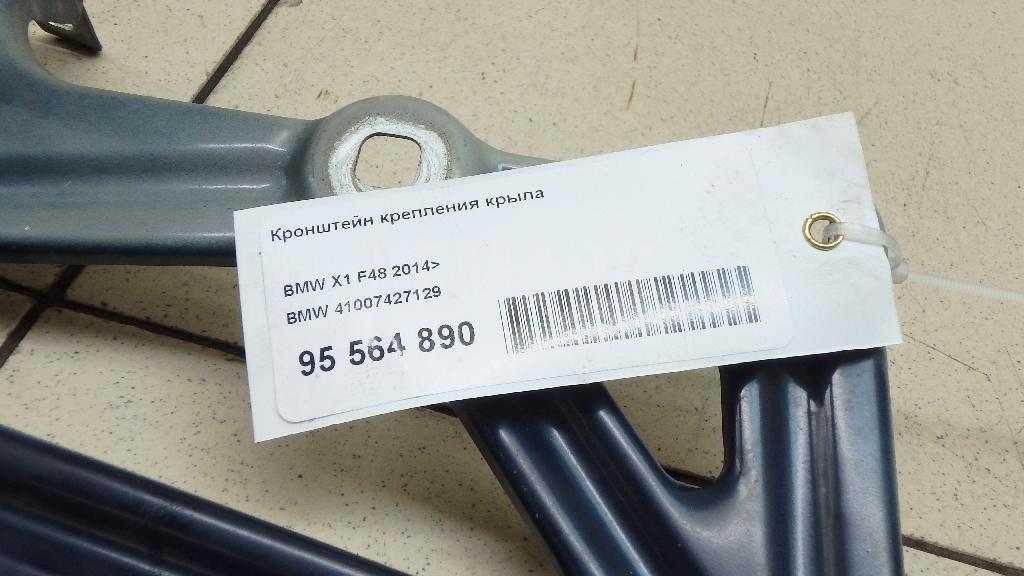 Кронштейн крепления крыла
BMW X1 F48 2014>
BMW 41007427129
95 564 890